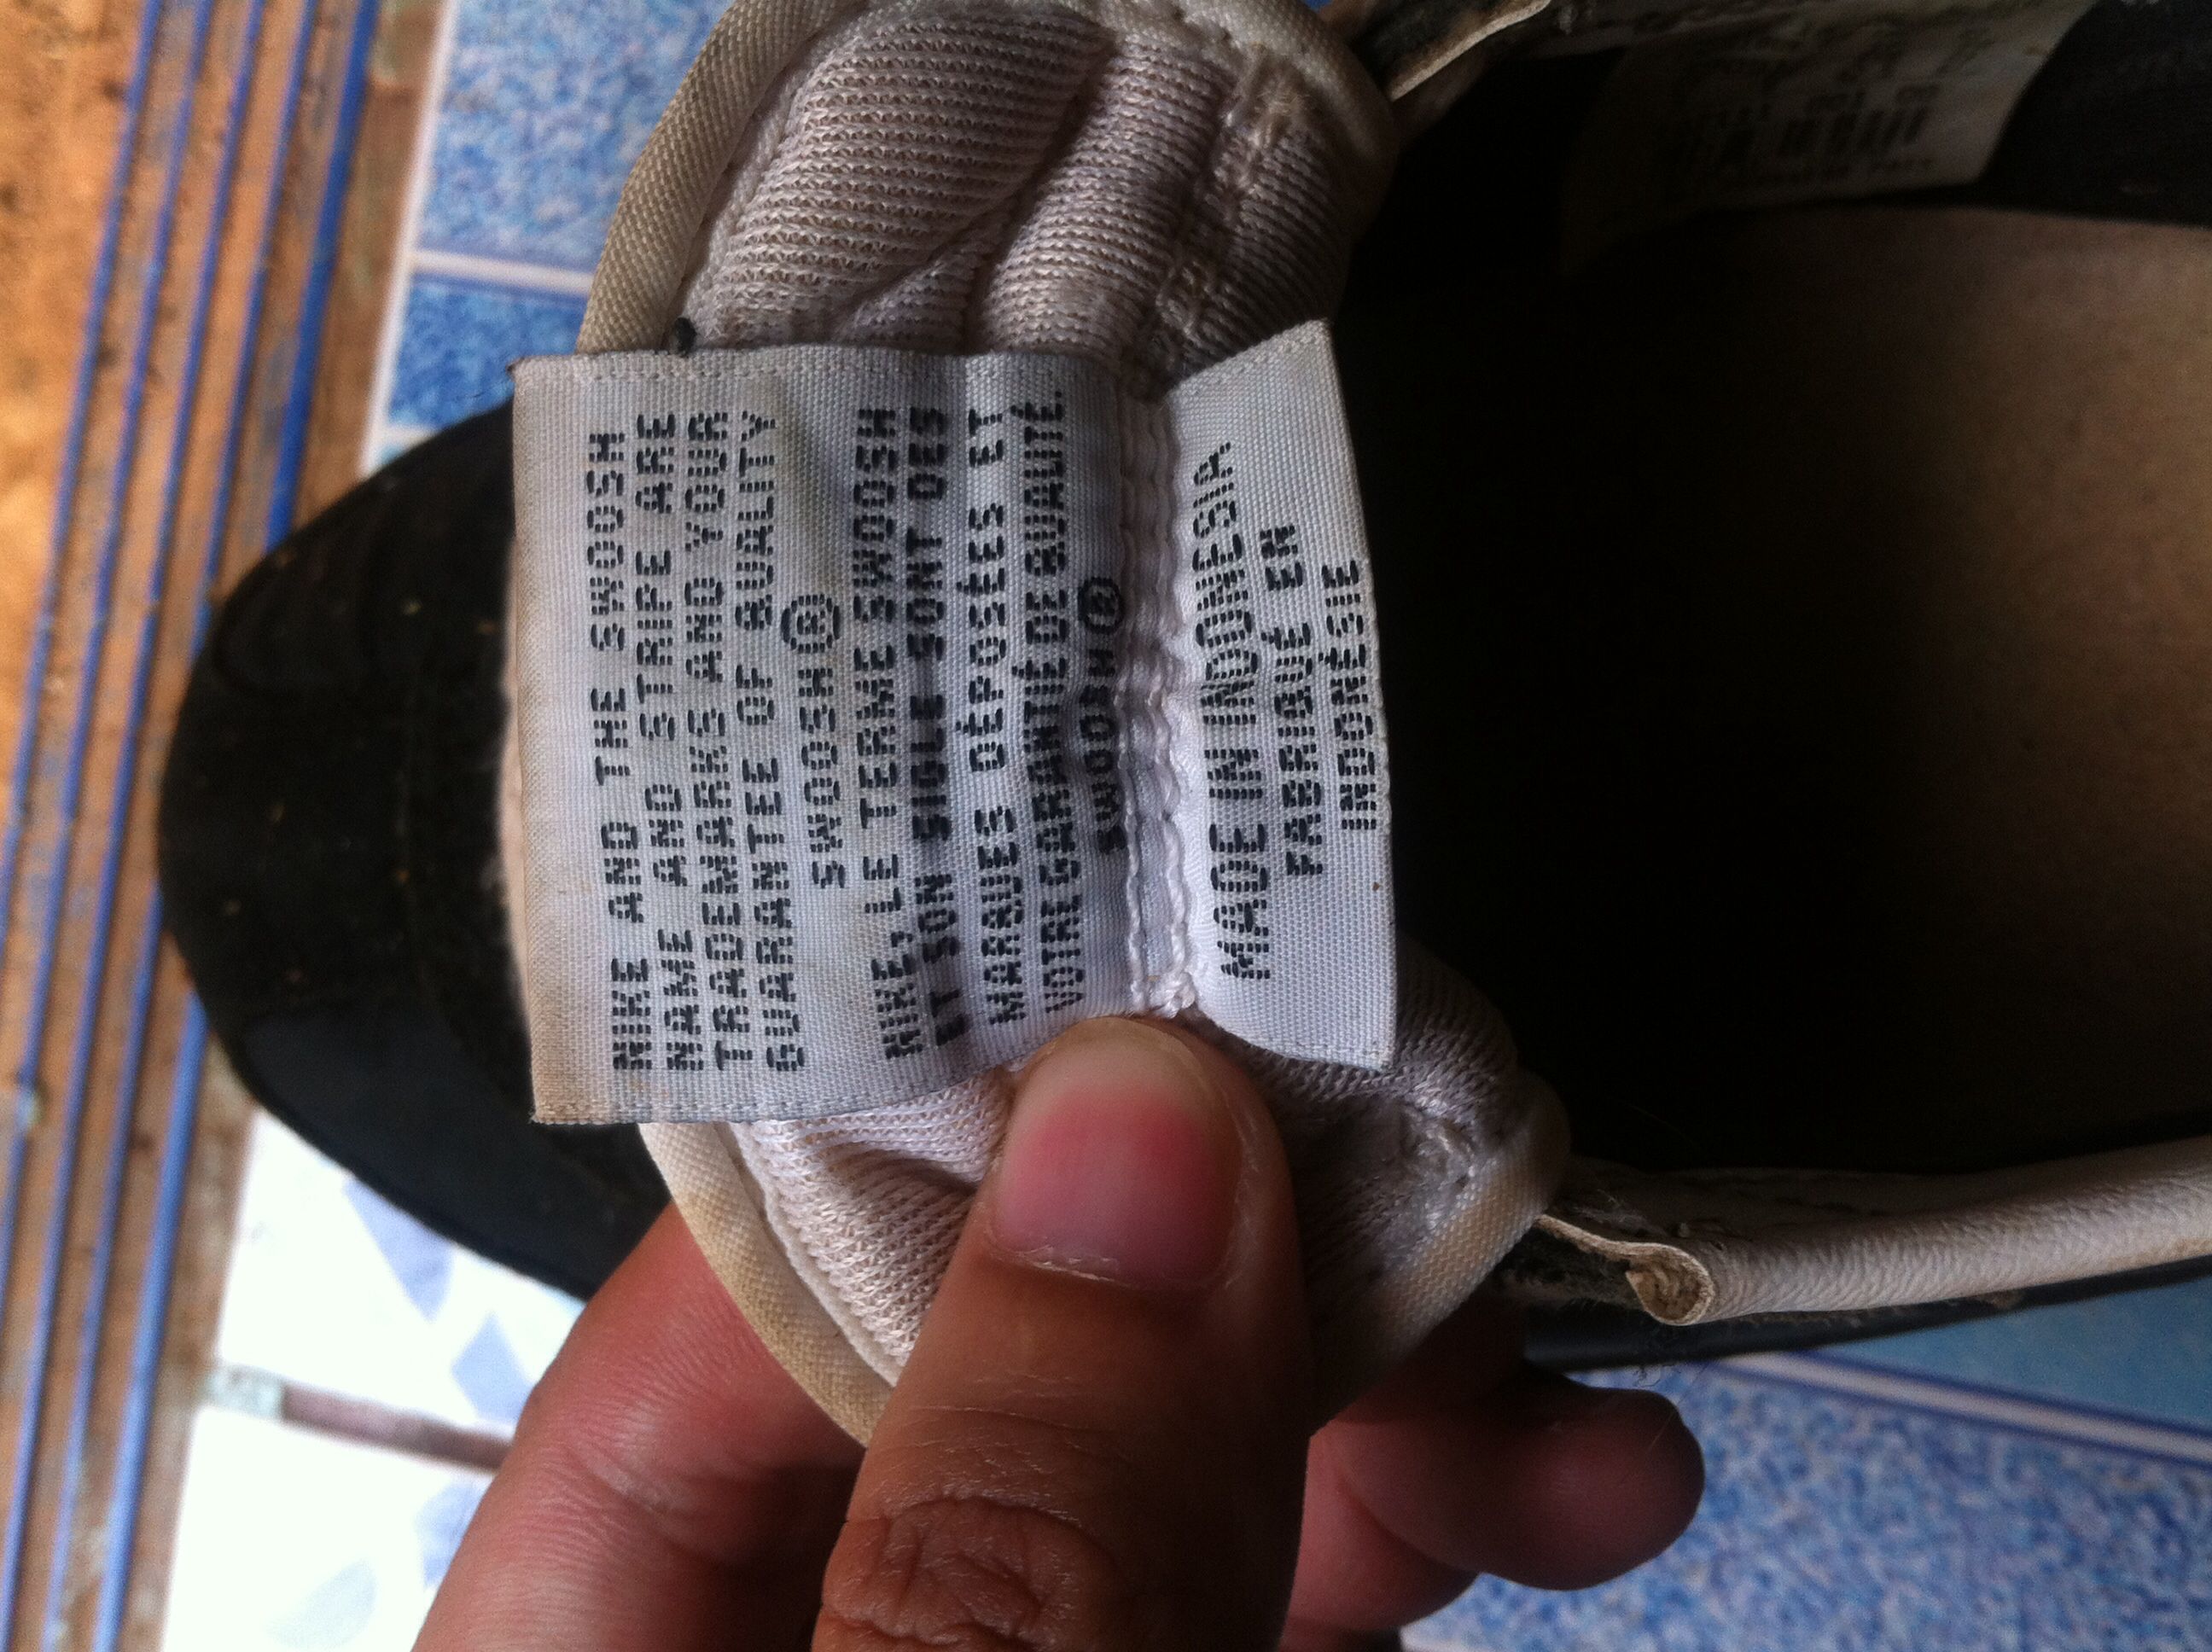 NIKE AND THE SWOOSH
NAME AND STRIPE ARE
TRADEMARKS AND YOUR
GUARANTEE OF QUALITY
SWOOSH®
NIKE, LE TERME SWOOSH
ET SON SIGLE SONT DES
MARQUES DÉPOSÉES ET
VOTRE GARANTIÉ DE QUALITÉ.
SWOOSH®
MADE IN INDONESIA
FABRIQUÉ EN
INDONÉSIE